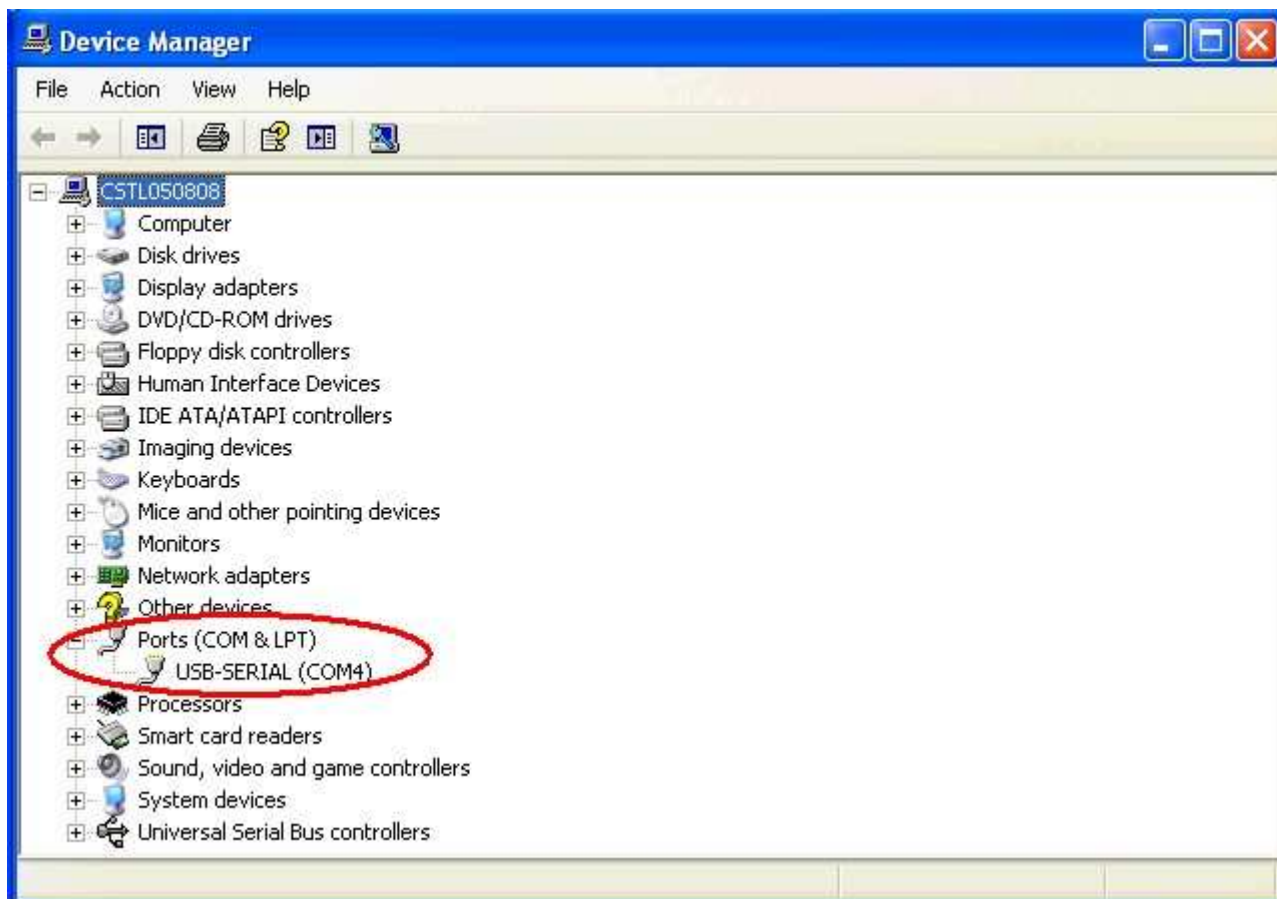 Device Manager
File Action View Help
CSTL050808
Computer
Disk drives
Display adapters
DVD/CD-ROM drives
Floppy disk controllers
Human Interface Devices
IDE ATA/ATAPI controllers
Imaging devices
Keyboards
Mice and other pointing devices
Monitors
Network adapters
Other devices
Ports (COM & LPT)
USB-SERIAL (COM4)
Processors
Smart card readers
Sound, video and game controllers
System devices
Universal Serial Bus controllers